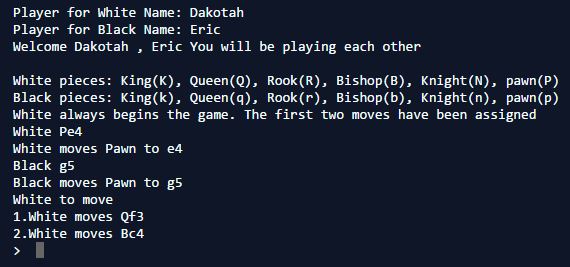 Player for White Name: Dakotah
Player for Black Name: Eric
Welcome Dakotah , Eric You will be playing each other
White pieces: King(K), Queen(Q), Rook(R), Bishop(B), Knight(N), pawn(P)
Black pieces: King(k), Queen(q), Rook(r), Bishop(b), Knight(n), pawn(p)
White always begins the game. The first two moves have been assigned
White Pe4
White moves Pawn to e4
Black g5
Black moves Pawn to g5
White to move
1.White moves Qf3
2.White moves Bc4
>